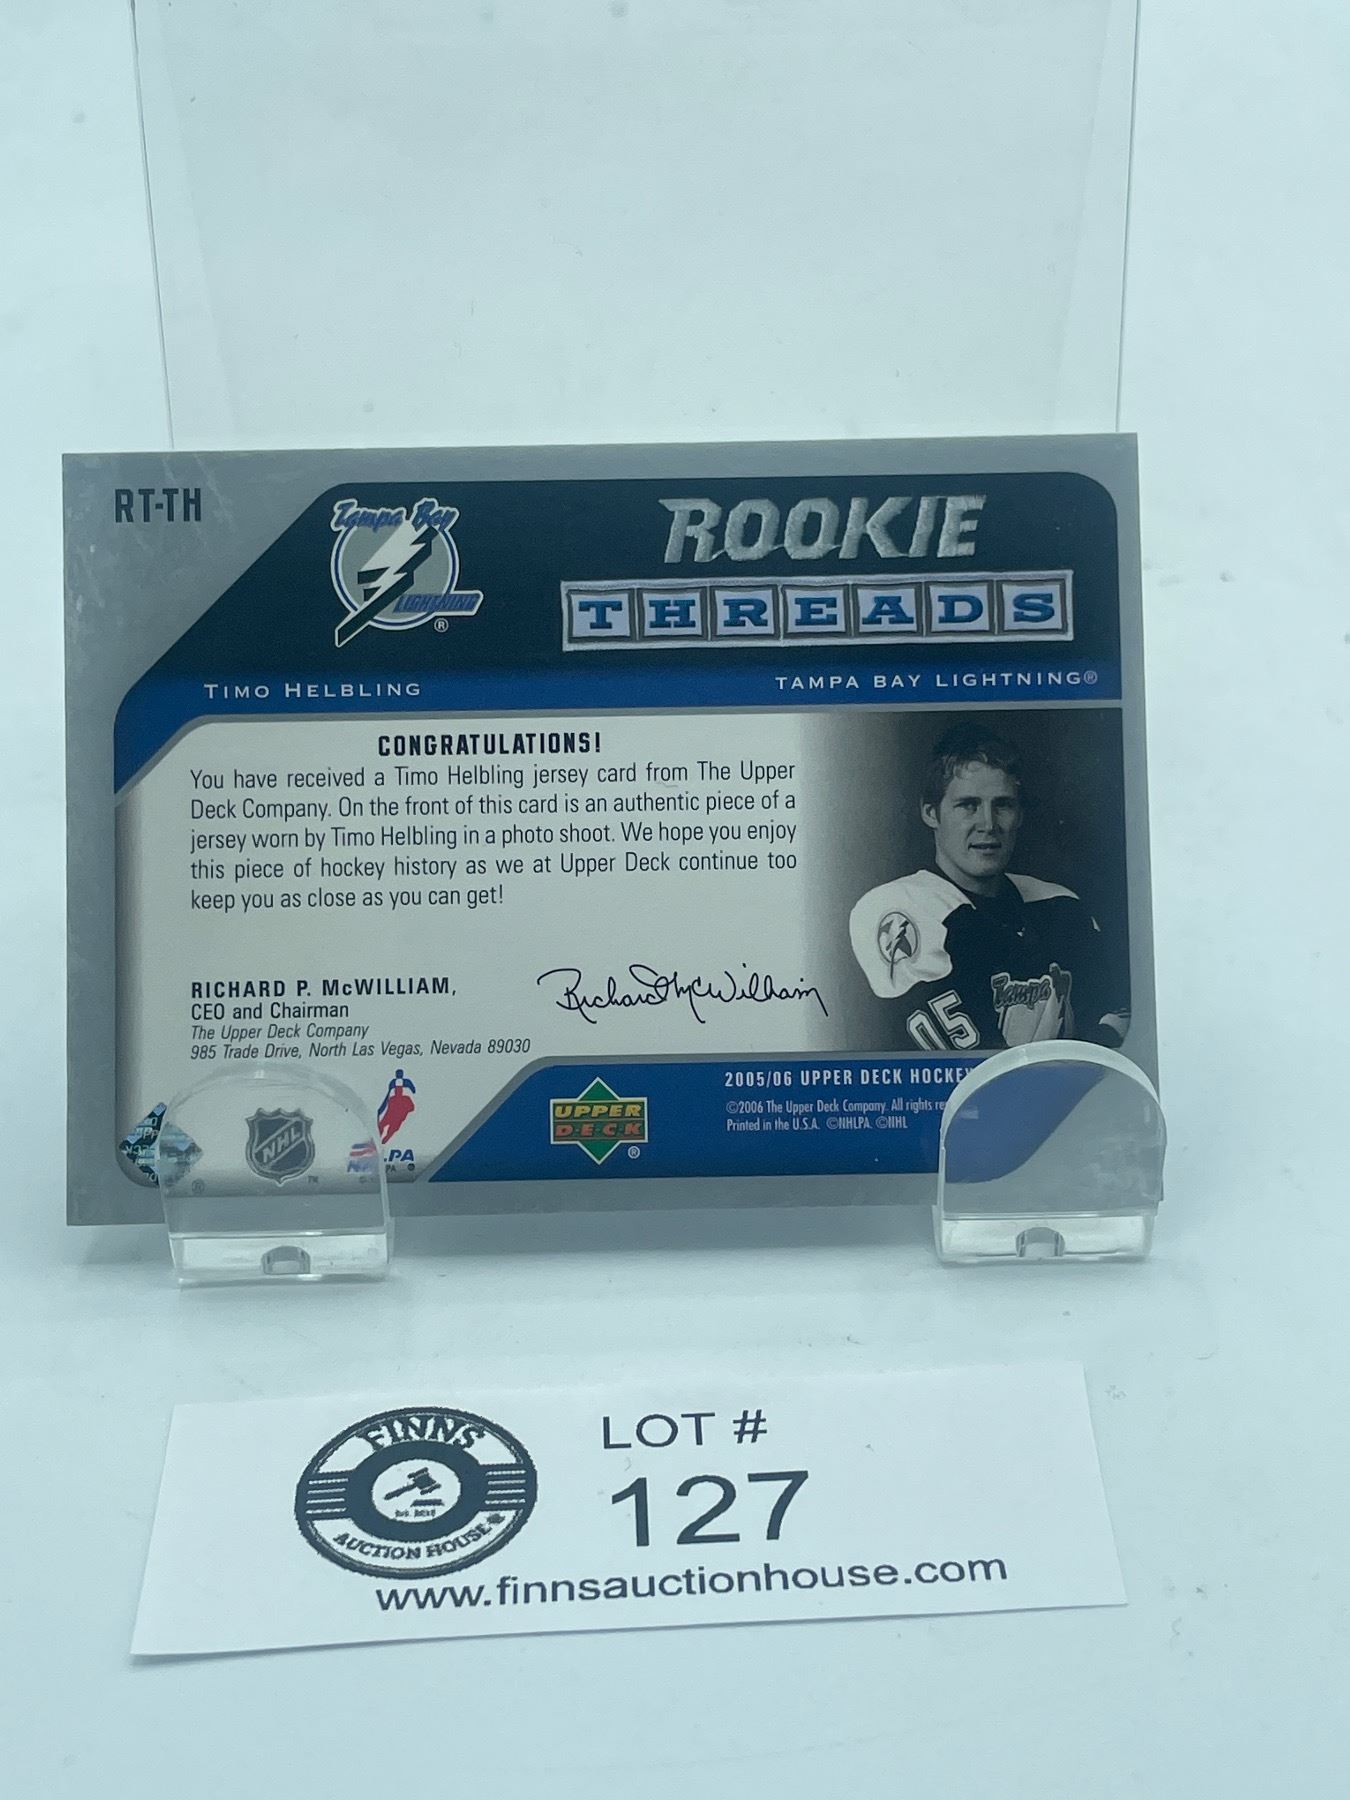 RT-TH
Tampa Bay
LIGHTNING
®
ROOKIE
THREADS
TIMO HELBLING
TAMPA BAY LIGHTNING®
CONGRATULATIONS!
You have received a Timo Helbling jersey card from The Upper
Deck Company. On the front of this card is an authentic piece of a
jersey worn by Timo Helbling in a photo shoot. We hope you enjoy
this piece of hockey history as we at Upper Deck continue too
keep you as close as you can get!
RICHARD P. McWILLIAM,
CEO and Chairman
The Upper Deck Company
985 Trade Drive, North Las Vegas, Nevada 89030
Richard McWilliam
05
Tampa
NHL
™
PA
®
UPPER
D·E·C·K
®
2005/06 UPPER DECK HOCKEY
©2006 The Upper Deck Company. All rights re
Printed in the U.S.A. ©NHLPA. ©NHL
FINNS
AUCTION HOUSE
LOT #
127
www.finnsauctionhouse.com